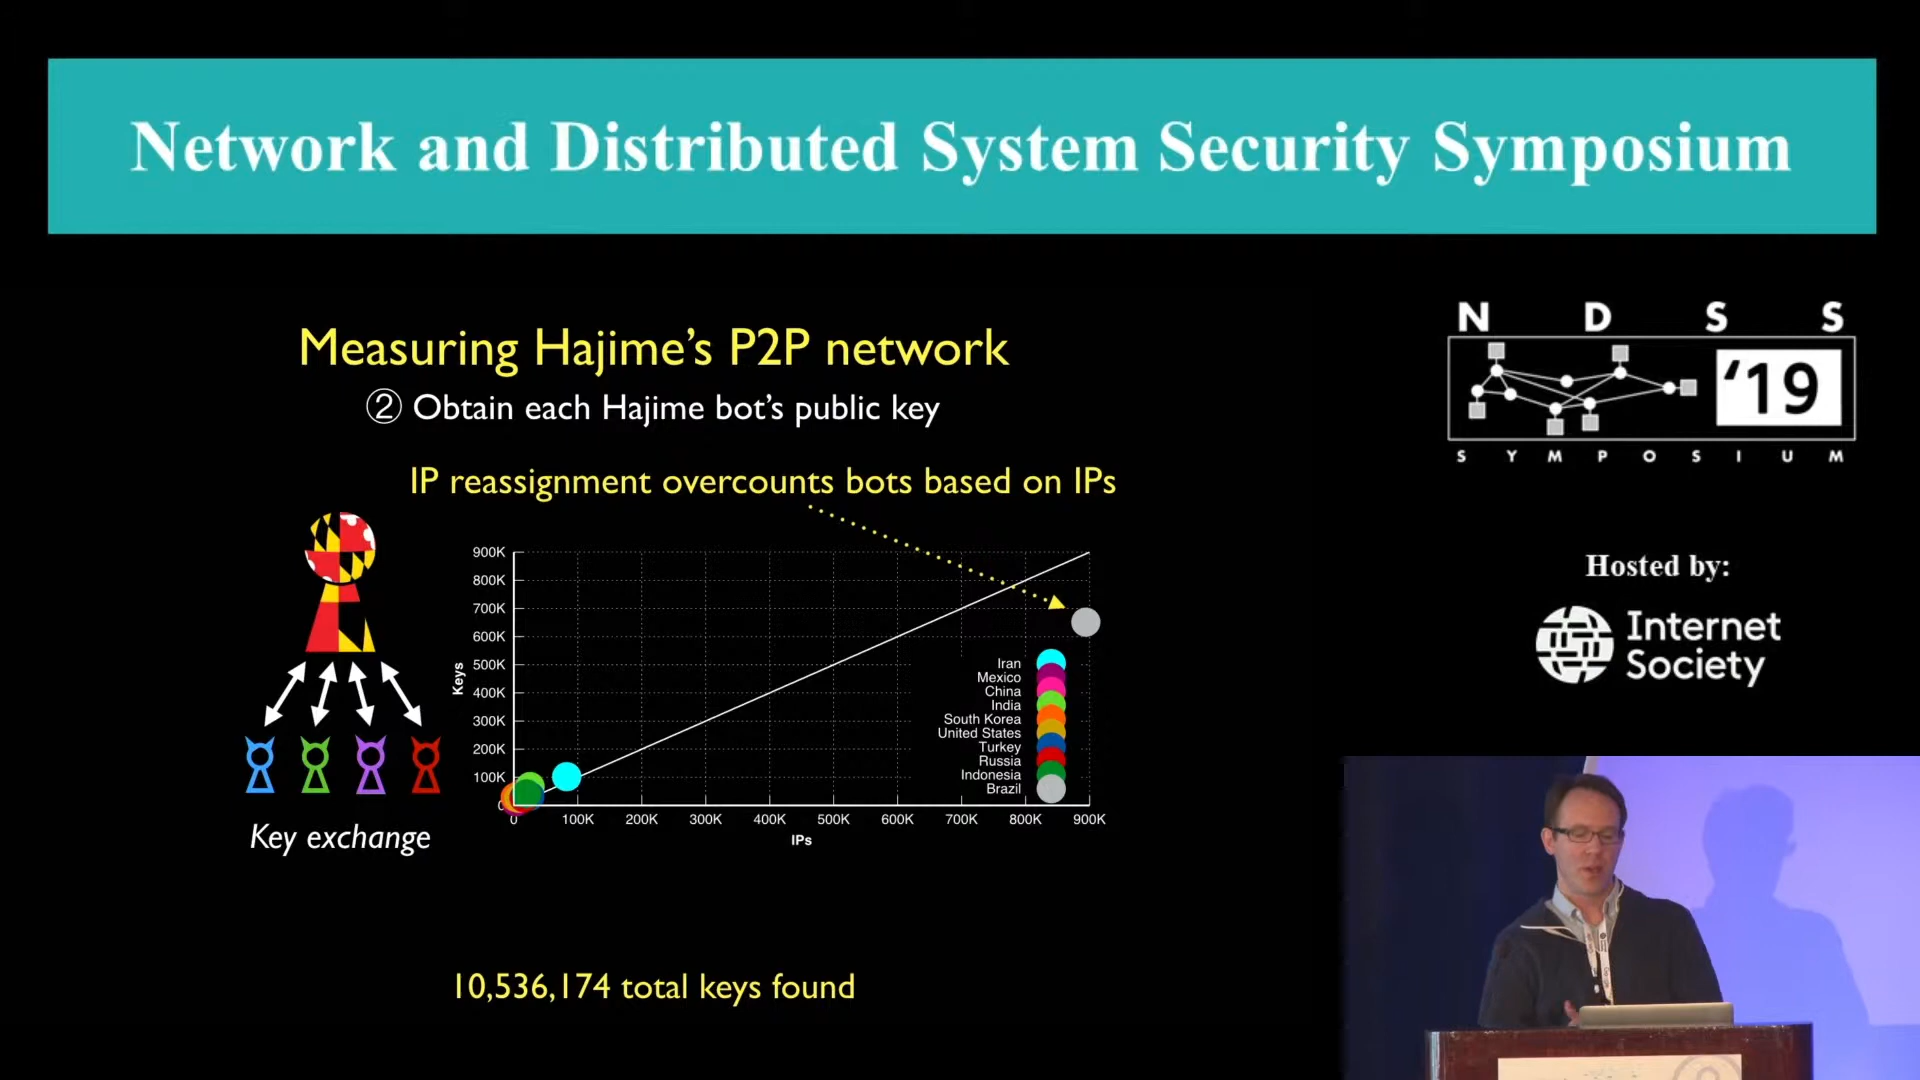 Network and Distributed System Security Symposium
Measuring Hajime's P2P network
② Obtain each Hajime bot's public key
IP reassignment overcounts bots based on IPs
Key exchange
Keys
900K
800K
700K
600K
500K
400K
300K
200K
100K
0
0 100K 200K 300K 400K 500K 600K 700K 800K 900K
IPs
Iran
Mexico
China
India
South Korea
United States
Turkey
Russia
Indonesia
Brazil
10,536,174 total keys found
N D S S
'19
S Y M P O S I U M
Hosted by:
Internet
Society